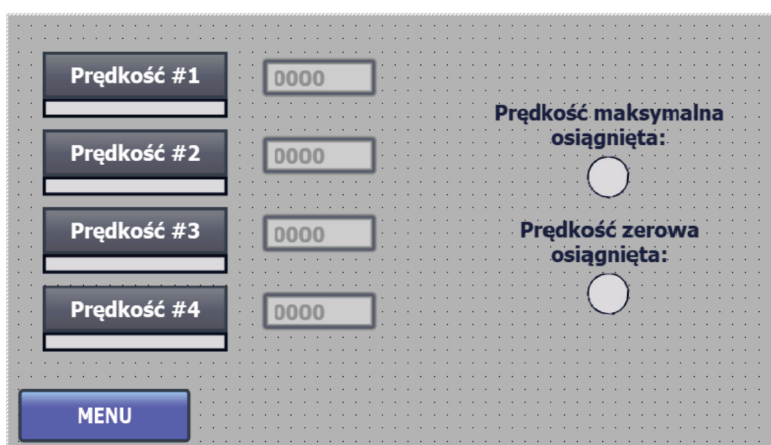 Prędkość #1
0000
Prędkość #2
0000
Prędkość #3
0000
Prędkość #4
0000
Prędkość maksymalna
osiągnięta:
Prędkość zerowa
osiągnięta:
MENU